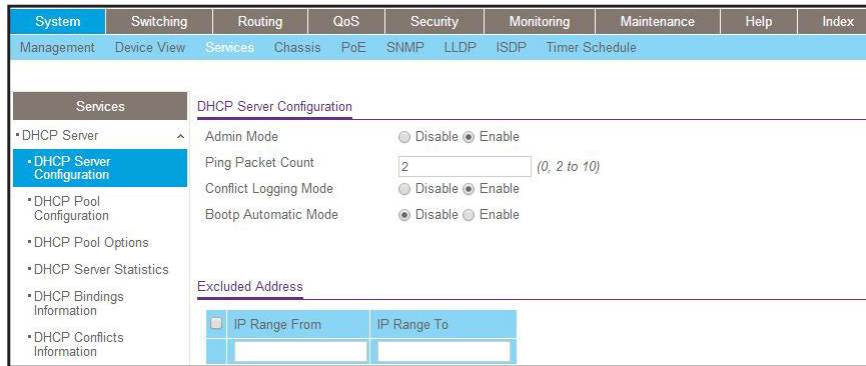 System Switching Routing QoS Security Monitoring Maintenance Help Index
Management Device View Services Chassis PoE SNMP LLDP ISDP Timer Schedule
Services
DHCP Server
DHCP Server
Configuration
DHCP Pool
Configuration
DHCP Pool Options
DHCP Server Statistics
DHCP Bindings
Information
DHCP Conflicts
Information
DHCP Server Configuration
Admin Mode Disable Enable
Ping Packet Count 2 (0, 2 to 10)
Conflict Logging Mode Disable Enable
Bootp Automatic Mode Disable Enable
Excluded Address
IP Range From IP Range To